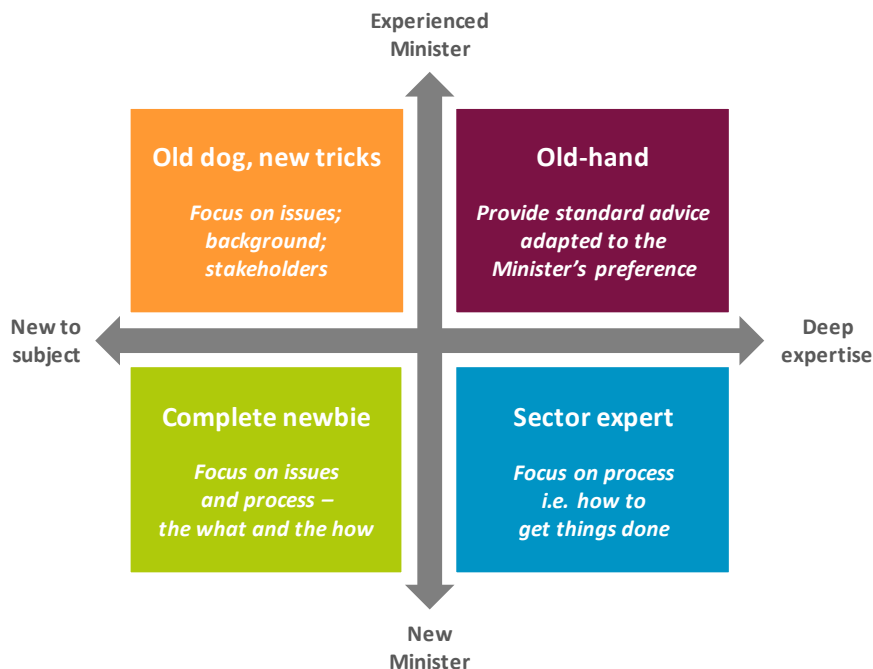 Experienced
Minister
Old dog, new tricks
Focus on issues;
background;
stakeholders
Old-hand
Provide standard advice
adapted to the
Minister's preference
New to
subject
Deep
expertise
Complete newbie
Focus on issues
and process –
the what and the how
Sector expert
Focus on process
i.e. how to
get things done
New
Minister